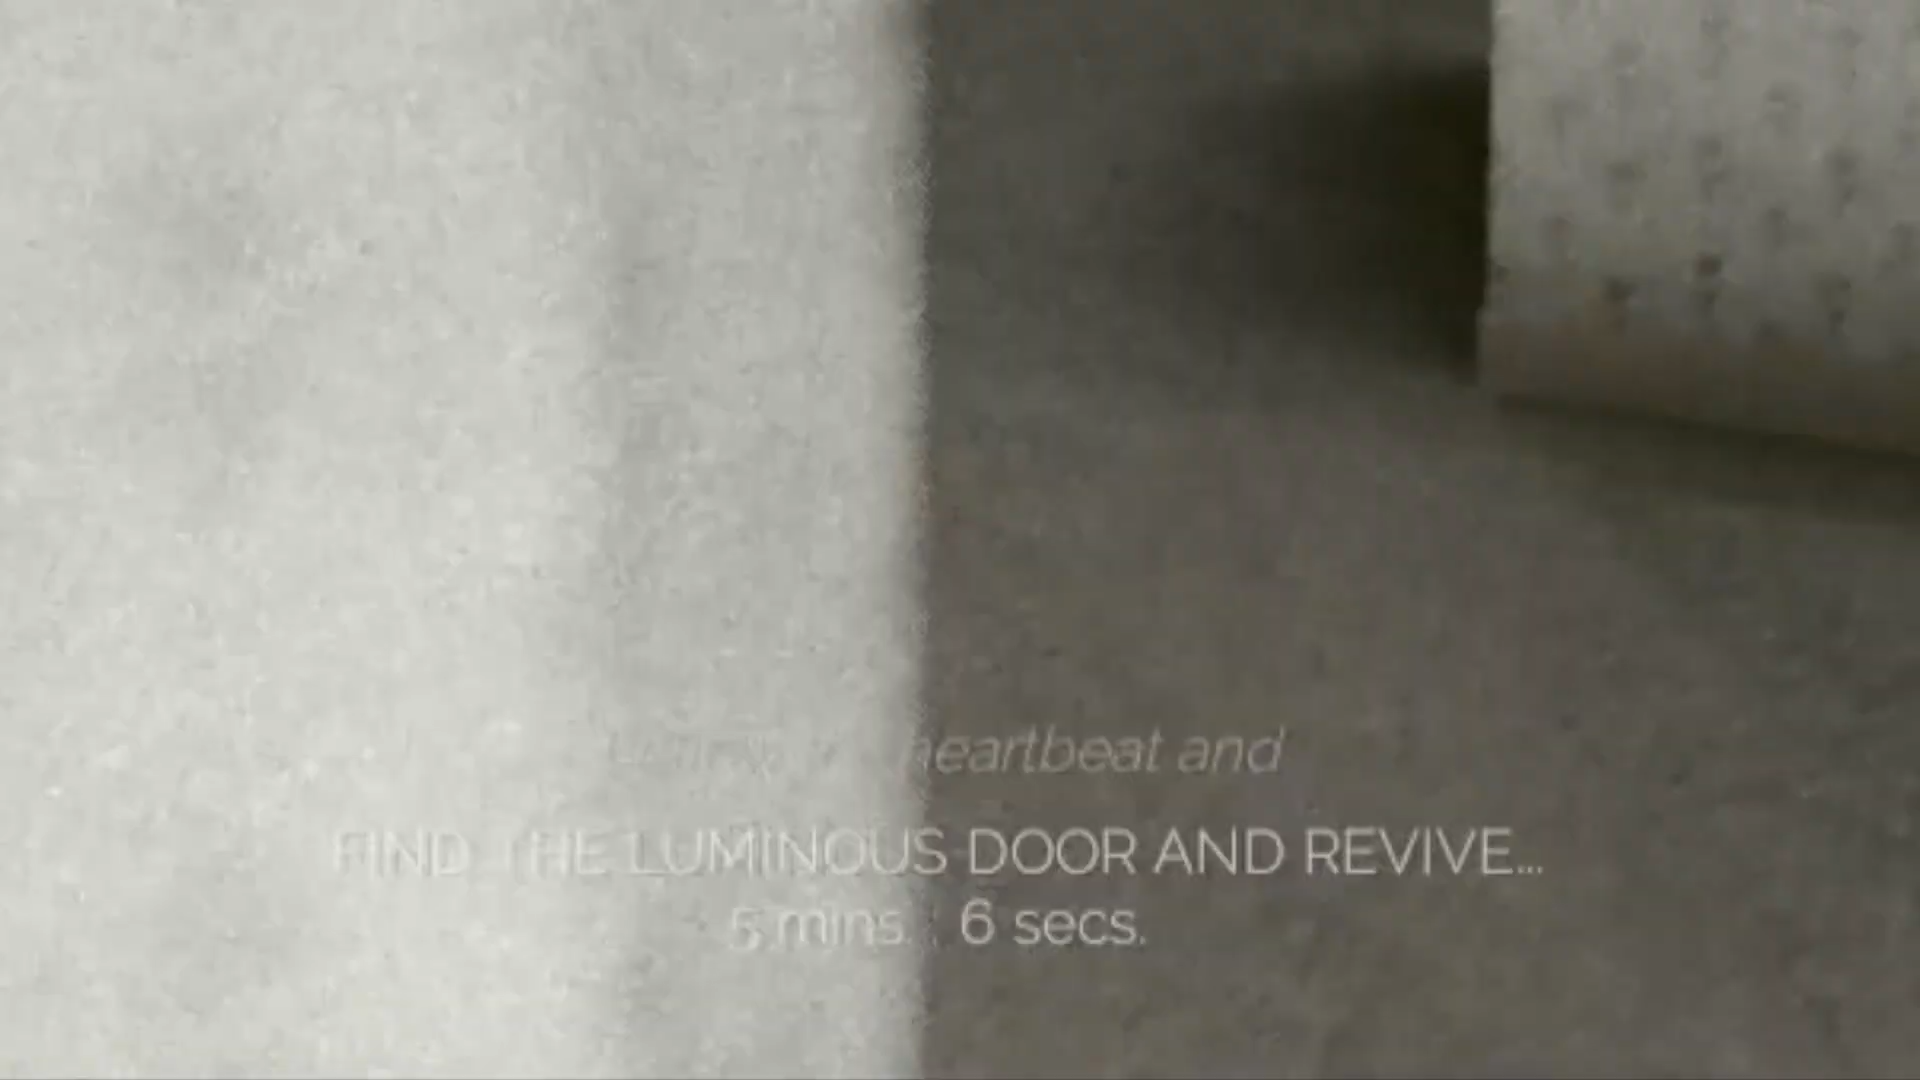 heartbeat and
FIND THE LUMINOUS DOOR AND REVIVE...
5 mins. , 6 secs.